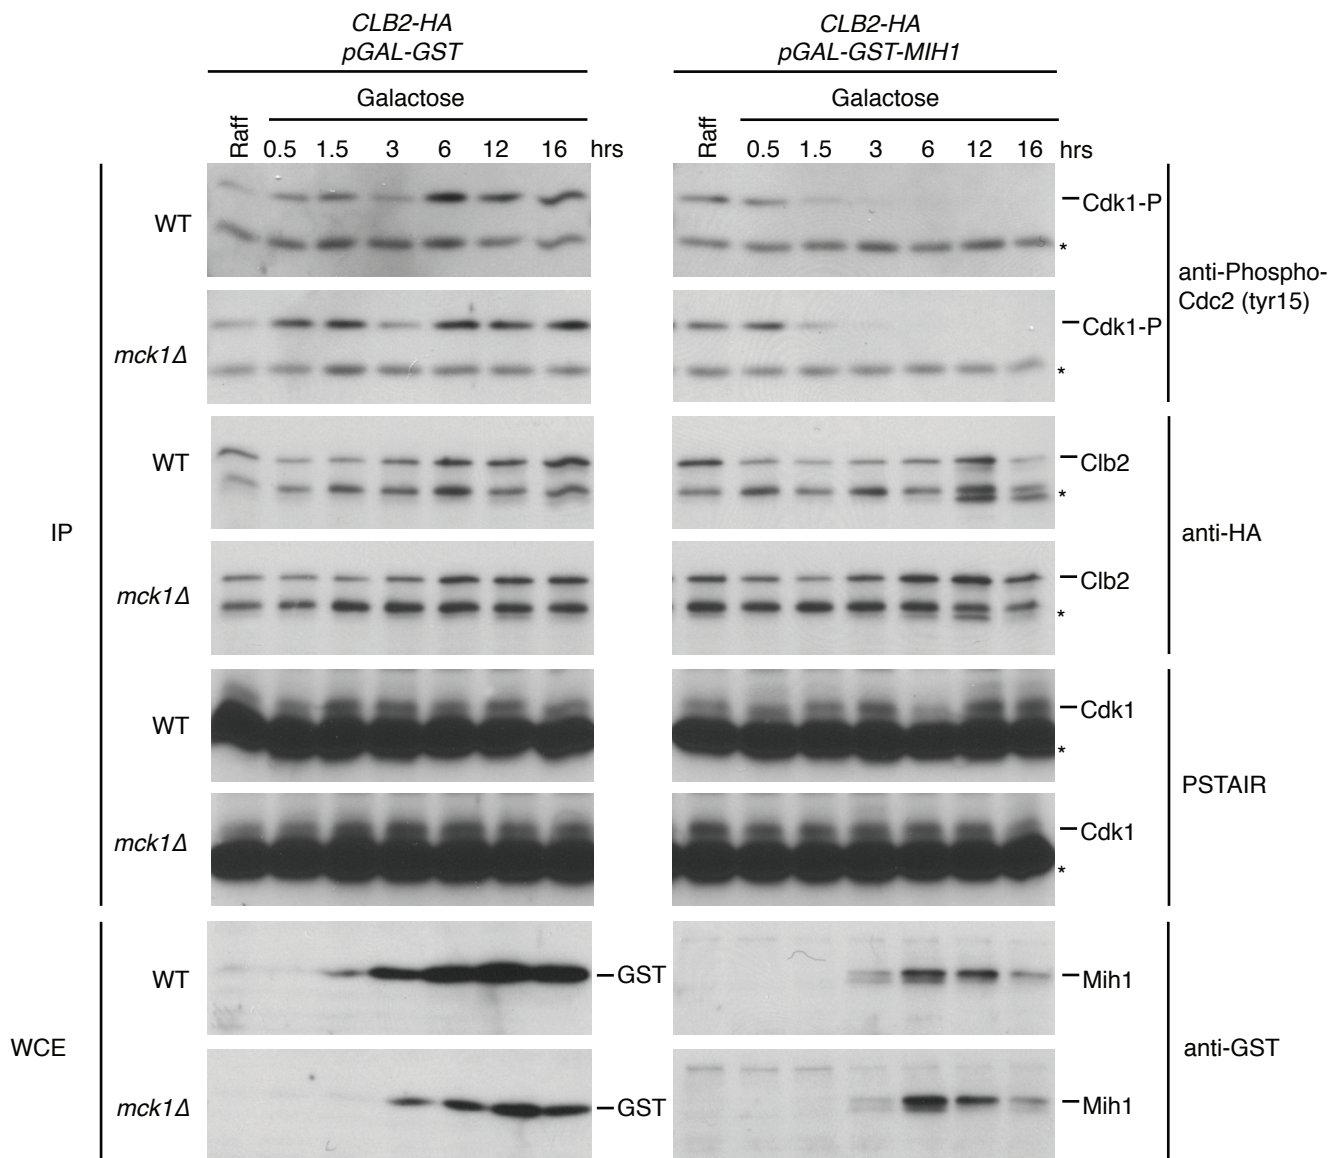 CLB2-HA
pGAL-GST
CLB2-HA
pGAL-GST-MIH1
Raff
Galactose
0.5 1.5 3 6 12 16 hrs
Raff
Galactose
0.5 1.5 3 6 12 16 hrs
IP
WT
Cdk1-P
*
mck1Δ
Cdk1-P
*
anti-Phospho-
Cdc2 (tyr15)
WT
Clb2
*
mck1Δ
Clb2
*
anti-HA
WT
Cdk1
*
mck1Δ
Cdk1
*
PSTAIR
WCE
WT
GST
Mih1
mck1Δ
GST
Mih1
anti-GST